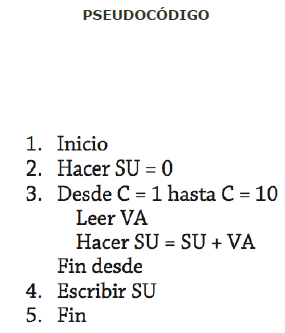 PSEUDOCÓDIGO
1. Inicio
2. Hacer SU = 0
3. Desde C = 1 hasta C = 10
Leer VA
Hacer SU = SU + VA
Fin desde
4. Escribir SU
5. Fin